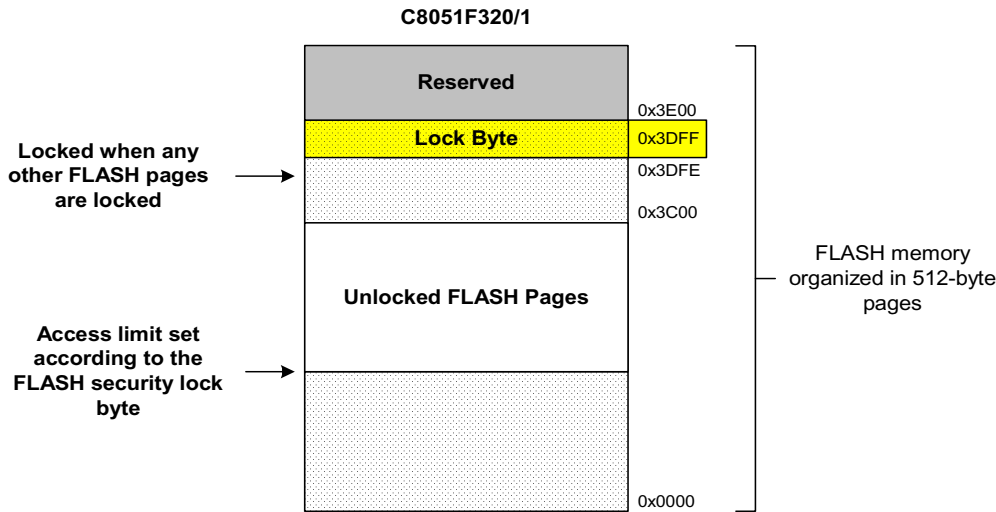 C8051F320/1
Reserved
0x3E00
Lock Byte
0x3DFF
Locked when any
other FLASH pages
are locked
0x3DFE
0x3C00
Unlocked FLASH Pages
FLASH memory
organized in 512-byte
pages
Access limit set
according to the
FLASH security lock
byte
0x0000